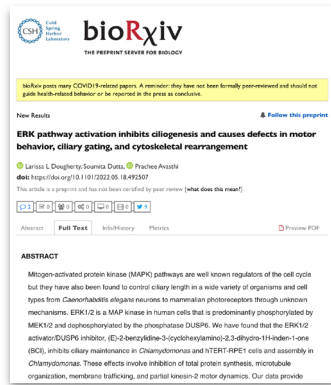 CSH
Cold
Spring
Harbor
Laboratory
bioRxiv
THE PREPRINT SERVER FOR BIOLOGY
bioRxiv posts many COVID19-related papers. A reminder: they have not been formally peer-reviewed and should not
guide health-related behavior or be reported in the press as conclusive.
New Results
Follow this preprint
ERK pathway activation inhibits ciliogenesis and causes defects in motor
behavior, ciliary gating, and cytoskeletal rearrangement
Larissa L Dougherty, Soumita Dutta, Prachee Avasthi
doi: https://doi.org/10.1101/2022.05.18.492507
This article is a preprint and has not been certified by peer review [what does this mean?].
2 0 0 0 0 0 9
Abstract Full Text Info/History Metrics Preview PDF
ABSTRACT
Mitogen-activated protein kinase (MAPK) pathways are well known regulators of the cell cycle
but they have also been found to control ciliary length in a wide variety of organisms and cell
types from Caenorhabditis elegans neurons to mammalian photoreceptors through unknown
mechanisms. ERK1/2 is a MAP kinase in human cells that is predominantly phosphorylated by
MEK1/2 and dephosphorylated by the phosphatase DUSP6. We have found that the ERK1/2
activator/DUSP6 inhibitor, (E)-2-benzylidene-3-(cyclohexylamino)-2,3-dihydro-1H-inden-1-one
(BCI), inhibits ciliary maintenance in Chlamydomonas and hTERT-RPE1 cells and assembly in
Chlamydomonas. These effects involve inhibition of total protein synthesis, microtubule
organization, membrane trafficking, and partial kinesin-2 motor dynamics. Our data provide